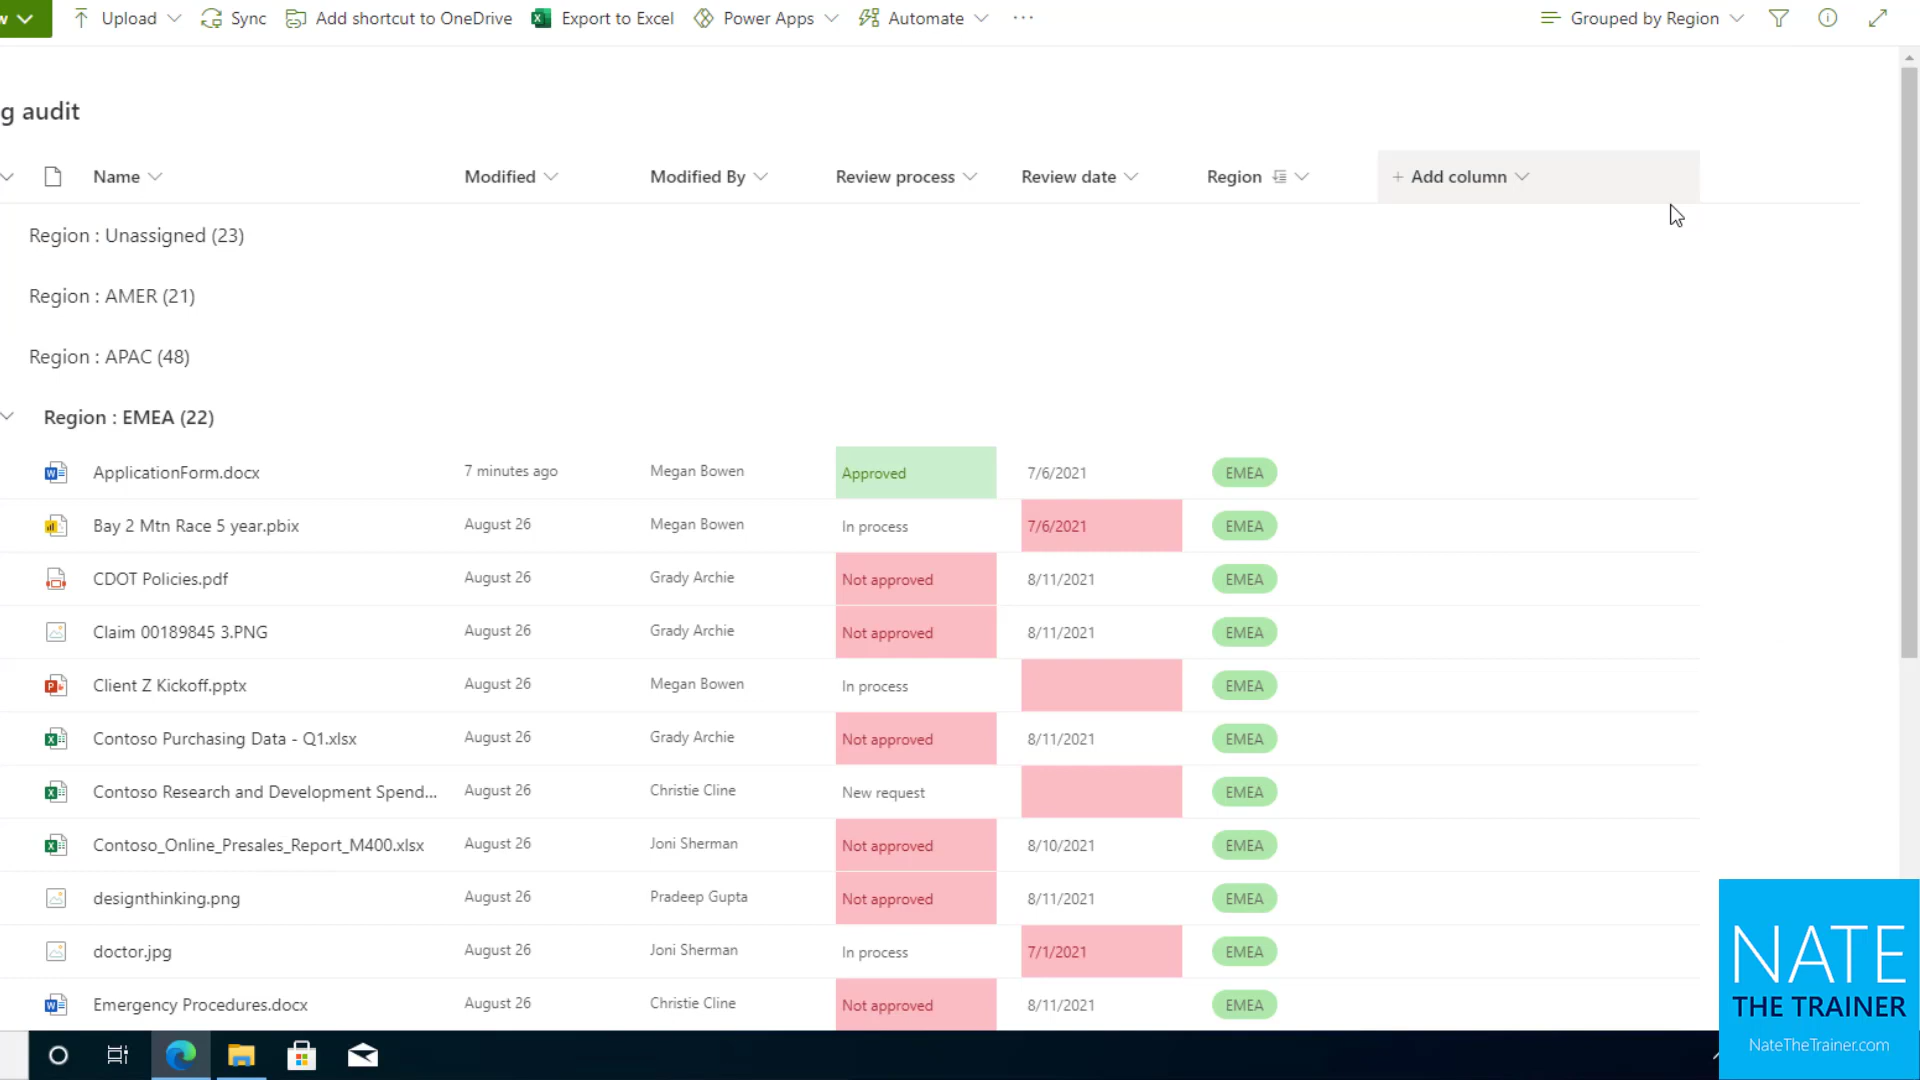 w Upload Sync Add shortcut to OneDrive Export to Excel Power Apps Automate ... Grouped by Region
g audit
Name Modified Modified By Review process Review date Region + Add column
Region : Unassigned (23)
Region : AMER (21)
Region : APAC (48)
Region : EMEA (22)
ApplicationForm.docx 7 minutes ago Megan Bowen Approved 7/6/2021 EMEA
Bay 2 Mtn Race 5 year.pbix August 26 Megan Bowen In process 7/6/2021 EMEA
CDOT Policies.pdf August 26 Grady Archie Not approved 8/11/2021 EMEA
Claim 00189845 3.PNG August 26 Grady Archie Not approved 8/11/2021 EMEA
Client Z Kickoff.pptx August 26 Megan Bowen In process EMEA
Contoso Purchasing Data - Q1.xlsx August 26 Grady Archie Not approved 8/11/2021 EMEA
Contoso Research and Development Spend... August 26 Christie Cline New request EMEA
Contoso_Online_Presales_Report_M400.xlsx August 26 Joni Sherman Not approved 8/10/2021 EMEA
designthinking.png August 26 Pradeep Gupta Not approved 8/11/2021 EMEA
doctor.jpg August 26 Joni Sherman In process 7/1/2021 EMEA
Emergency Procedures.docx August 26 Christie Cline Not approved 8/11/2021 EMEA
NATE
THE TRAINER
NateTheTrainer.com